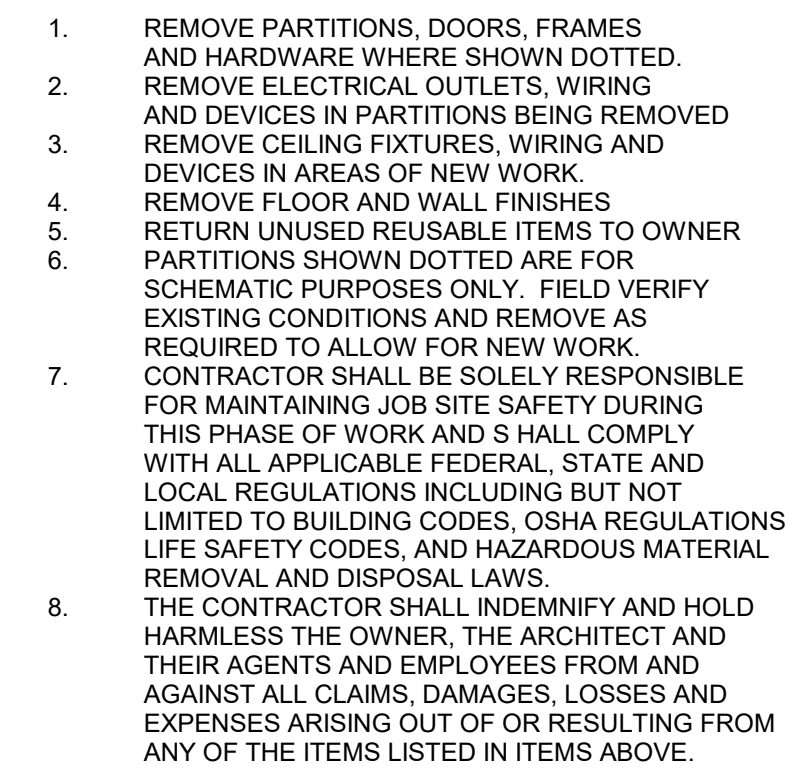 1. REMOVE PARTITIONS, DOORS, FRAMES
AND HARDWARE WHERE SHOWN DOTTED.
2. REMOVE ELECTRICAL OUTLETS, WIRING
AND DEVICES IN PARTITIONS BEING REMOVED
3. REMOVE CEILING FIXTURES, WIRING AND
DEVICES IN AREAS OF NEW WORK.
4. REMOVE FLOOR AND WALL FINISHES
5. RETURN UNUSED REUSABLE ITEMS TO OWNER
6. PARTITIONS SHOWN DOTTED ARE FOR
SCHEMATIC PURPOSES ONLY. FIELD VERIFY
EXISTING CONDITIONS AND REMOVE AS
REQUIRED TO ALLOW FOR NEW WORK.
7. CONTRACTOR SHALL BE SOLELY RESPONSIBLE
FOR MAINTAINING JOB SITE SAFETY DURING
THIS PHASE OF WORK AND S HALL COMPLY
WITH ALL APPLICABLE FEDERAL, STATE AND
LOCAL REGULATIONS INCLUDING BUT NOT
LIMITED TO BUILDING CODES, OSHA REGULATIONS
LIFE SAFETY CODES, AND HAZARDOUS MATERIAL
REMOVAL AND DISPOSAL LAWS.
8. THE CONTRACTOR SHALL INDEMNIFY AND HOLD
HARMLESS THE OWNER, THE ARCHITECT AND
THEIR AGENTS AND EMPLOYEES FROM AND
AGAINST ALL CLAIMS, DAMAGES, LOSSES AND
EXPENSES ARISING OUT OF OR RESULTING FROM
ANY OF THE ITEMS LISTED IN ITEMS ABOVE.